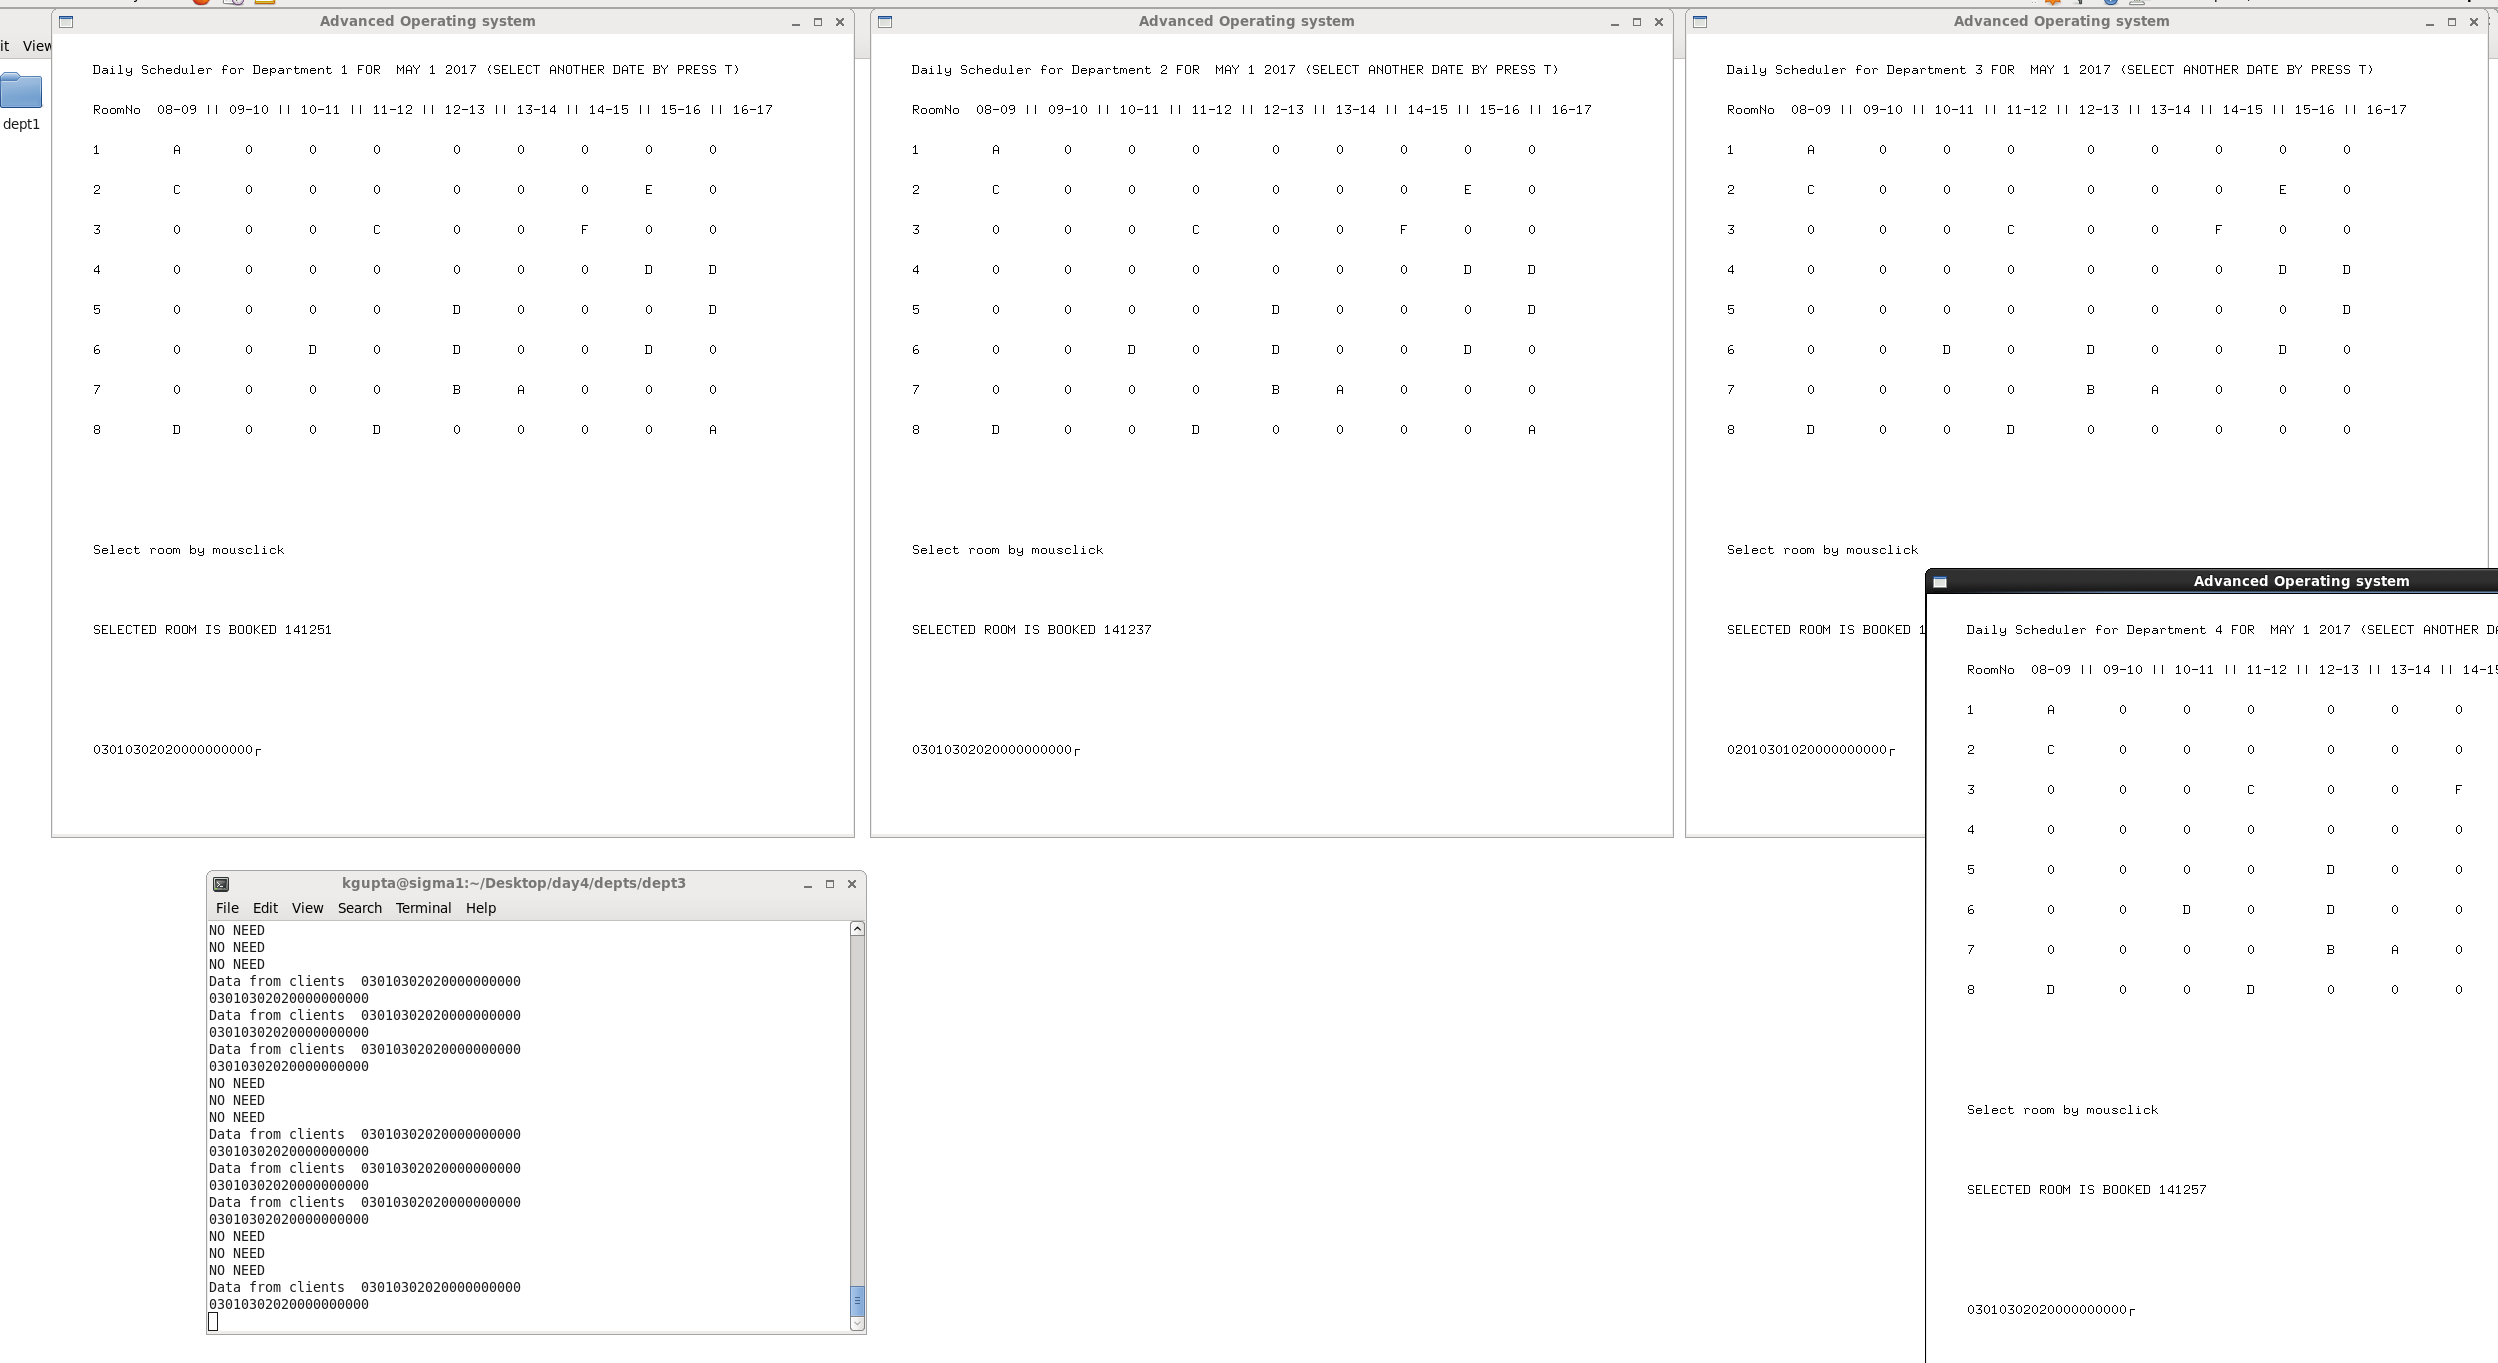 it View
dept1
Advanced Operating system
Daily Scheduler for Department 1 FOR  MAY 1 2017 (SELECT ANOTHER DATE BY PRESS T)
RoomNo  08-09 || 09-10 || 10-11 || 11-12 || 12-13 || 13-14 || 14-15 || 15-16 || 16-17
1 A 0 0 0 0 0 0 0 0
2 C 0 0 0 0 0 0 E 0
3 0 0 0 C 0 0 F 0 0
4 0 0 0 0 0 0 0 D D
5 0 0 0 0 D 0 0 0 D
6 0 0 D 0 D 0 0 D 0
7 0 0 0 0 B A 0 0 0
8 D 0 0 D 0 0 0 0 A
Select room by mousclick
SELECTED ROOM IS BOOKED 141251
03010302020000000000┌
Advanced Operating system
Daily Scheduler for Department 2 FOR  MAY 1 2017 (SELECT ANOTHER DATE BY PRESS T)
RoomNo  08-09 || 09-10 || 10-11 || 11-12 || 12-13 || 13-14 || 14-15 || 15-16 || 16-17
1 A 0 0 0 0 0 0 0 0
2 C 0 0 0 0 0 0 E 0
3 0 0 0 C 0 0 F 0 0
4 0 0 0 0 0 0 0 D D
5 0 0 0 0 D 0 0 0 D
6 0 0 D 0 D 0 0 D 0
7 0 0 0 0 B A 0 0 0
8 D 0 0 D 0 0 0 0 A
Select room by mousclick
SELECTED ROOM IS BOOKED 141237
03010302020000000000┌
Advanced Operating system
Daily Scheduler for Department 3 FOR  MAY 1 2017 (SELECT ANOTHER DATE BY PRESS T)
RoomNo  08-09 || 09-10 || 10-11 || 11-12 || 12-13 || 13-14 || 14-15 || 15-16 || 16-17
1 A 0 0 0 0 0 0 0 0
2 C 0 0 0 0 0 0 E 0
3 0 0 0 C 0 0 F 0 0
4 0 0 0 0 0 0 0 D D
5 0 0 0 0 0 0 0 0 D
6 0 0 D 0 D 0 0 D 0
7 0 0 0 0 B A 0 0 0
8 D 0 0 D 0 0 0 0 0
Select room by mousclick
SELECTED ROOM IS BOOKED 1
02010301020000000000┌
Advanced Operating system
Daily Scheduler for Department 4 FOR  MAY 1 2017 (SELECT ANOTHER DA
RoomNo  08-09 || 09-10 || 10-11 || 11-12 || 12-13 || 13-14 || 14-15
1 A 0 0 0 0 0 0
2 C 0 0 0 0 0 0
3 0 0 0 C 0 0 F
4 0 0 0 0 0 0 0
5 0 0 0 0 D 0 0
6 0 0 D 0 D 0 0
7 0 0 0 0 B A 0
8 D 0 0 D 0 0 0
Select room by mousclick
SELECTED ROOM IS BOOKED 141257
03010302020000000000┌
kgupta@sigma1:~/Desktop/day4/depts/dept3
File Edit View Search Terminal Help
NO NEED
NO NEED
NO NEED
Data from clients  03010302020000000000
03010302020000000000
Data from clients  03010302020000000000
03010302020000000000
Data from clients  03010302020000000000
03010302020000000000
NO NEED
NO NEED
NO NEED
Data from clients  03010302020000000000
03010302020000000000
Data from clients  03010302020000000000
03010302020000000000
Data from clients  03010302020000000000
03010302020000000000
NO NEED
NO NEED
NO NEED
Data from clients  03010302020000000000
03010302020000000000